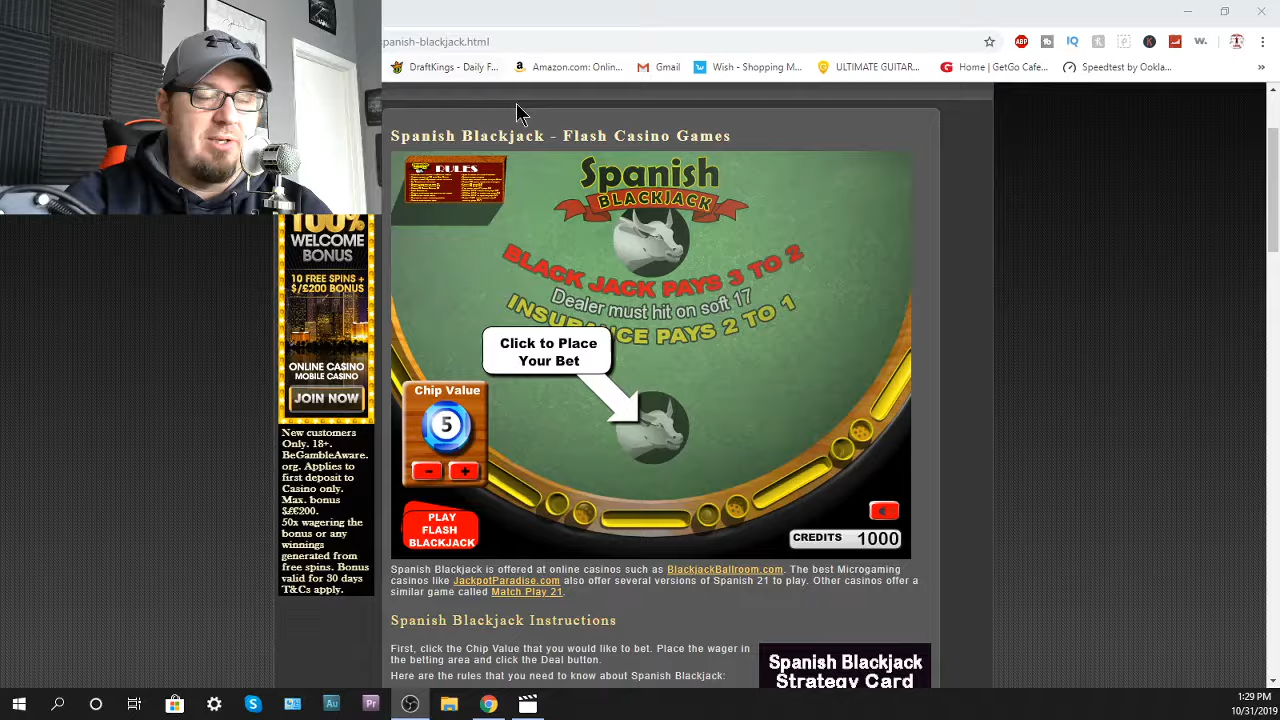 panish-blackjack.html
DraftKings - Daily F...
Amazon.com: Onlin...
Gmail
Wish - Shopping M...
ULTIMATE GUITAR...
Home | GetGo Cafe...
Speedtest by Ookla...
»
Spanish Blackjack - Flash Casino Games
RULES
Spanish
BLACKJACK
BLACK JACK PAYS 3 TO 2
Dealer must hit on soft 17
INSURANCE PAYS 2 TO 1
Click to Place
Your Bet
Chip Value
5
- +
PLAY
FLASH
BLACKJACK
CREDITS 1000
100%
WELCOME
BONUS
10 FREE SPINS +
$/£200 BONUS
ONLINE CASINO
MOBILE CASINO
JOIN NOW
New customers
Only. 18+.
BeGambleAware.
org. Applies to
first deposit to
Casino only.
Max. bonus
$£€200.
50x wagering the
bonus or any
winnings
generated from
free spins. Bonus
valid for 30 days
T&Cs apply.
Spanish Blackjack is offered at online casinos such as BlackjackBallroom.com. The best Microgaming
casinos like JackpotParadise.com also offer several versions of Spanish 21 to play. Other casinos offer a
similar game called Match Play 21.
Spanish Blackjack Instructions
First, click the Chip Value that you would like to bet. Place the wager in
the betting area and click the Deal button.
Here are the rules that you need to know about Spanish Blackjack:
Spanish Blackjack
Strategy Card
ABP
IQ
K
W.
S
Au
Pr
1:29 PM
10/31/2019